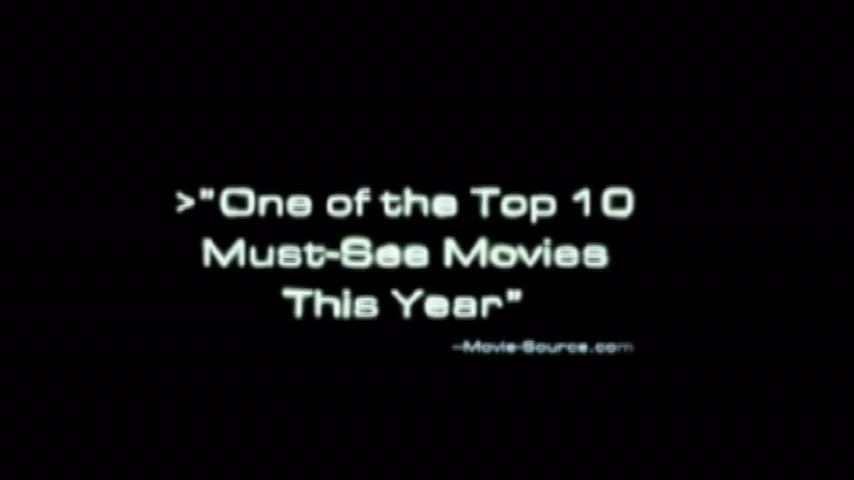 >"One of the Top 10
Must-See Movies
This Year"
-Movie-Source.com